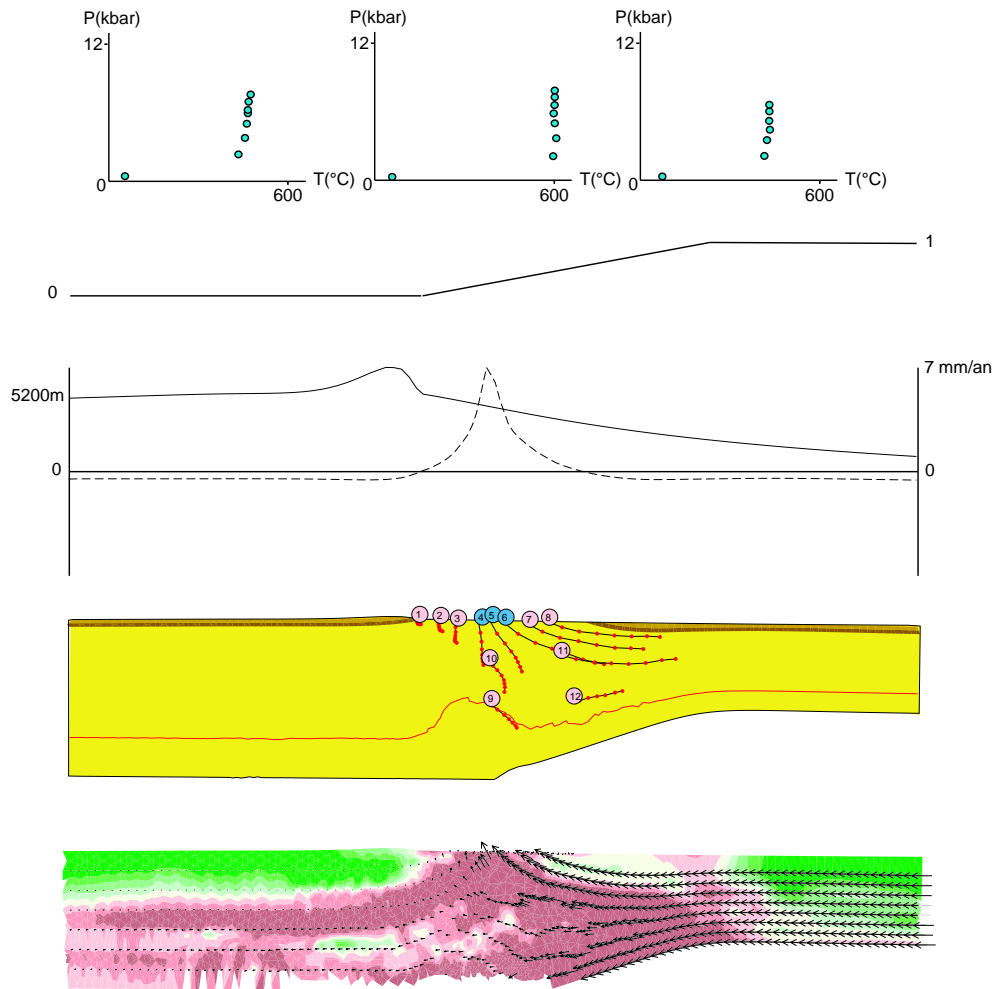 P(kbar) P(kbar) P(kbar)
12 12 12
0 T(°C) 0 T(°C) 0 T(°C)
600 600 600
1
0
7 mm/an
5200m
0 0
1 2 3 4 5 6 7 8
10 11
9 12